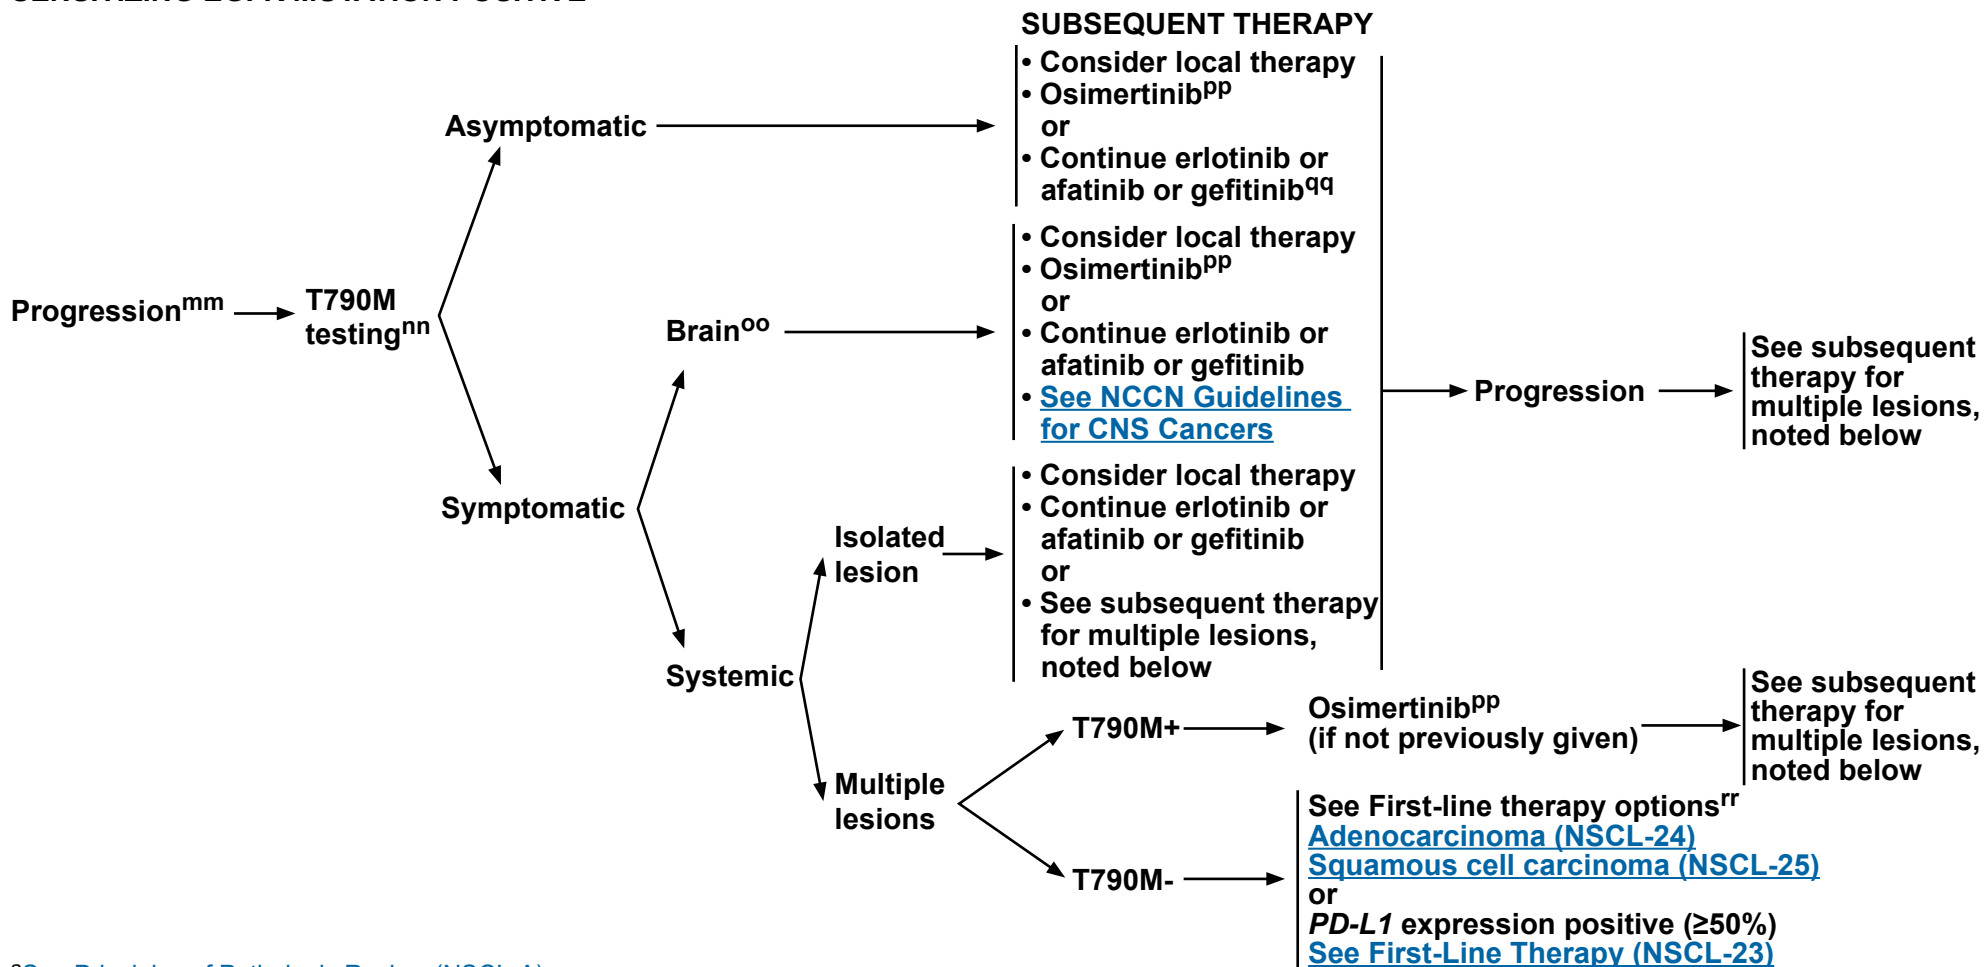 SUBSEQUENT THERAPY
• Consider local therapy
• Osimertinibpp
or
• Continue erlotinib or
afatinib or gefitinibqq
Asymptomatic
• Consider local therapy
• Osimertinibpp
or
• Continue erlotinib or
afatinib or gefitinib
• See NCCN Guidelines
for CNS Cancers
Progressionmm
T790M
testingnn
Brainoo
Progression
See subsequent
therapy for
multiple lesions,
noted below
Symptomatic
Isolated
lesion
• Consider local therapy
• Continue erlotinib or
afatinib or gefitinib
or
• See subsequent therapy
for multiple lesions,
noted below
Systemic
Multiple
lesions
T790M+
Osimertinibpp
(if not previously given)
See subsequent
therapy for
multiple lesions,
noted below
T790M-
See First-line therapy optionsrr
Adenocarcinoma (NSCL-24)
Squamous cell carcinoma (NSCL-25)
or
PD-L1 expression positive (≥50%)
See First-Line Therapy (NSCL-23)